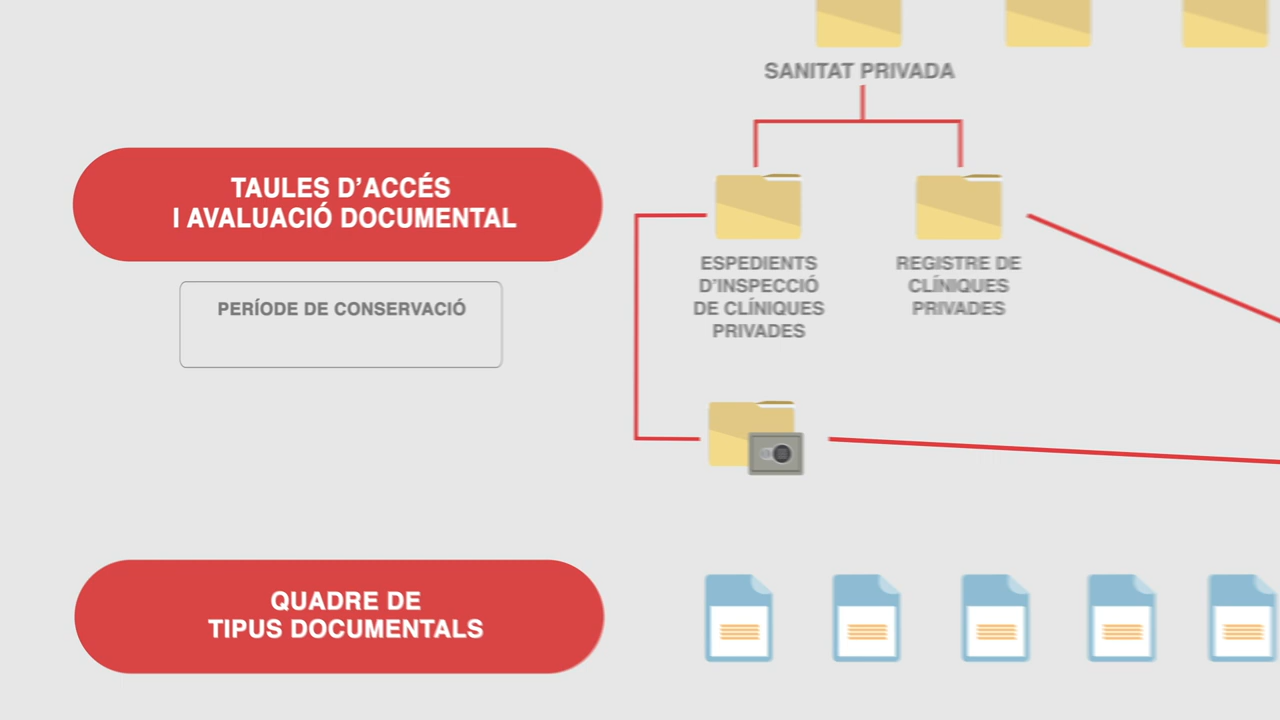 SANITAT PRIVADA
TAULES D'ACCÉS
I AVALUACIÓ DOCUMENTAL
PERÍODE DE CONSERVACIÓ
ESPEDIENTS
D'INSPECCIÓ
DE CLÍNIQUES
PRIVADES
REGISTRE DE
CLÍNIQUES
PRIVADES
QUADRE DE
TIPUS DOCUMENTALS